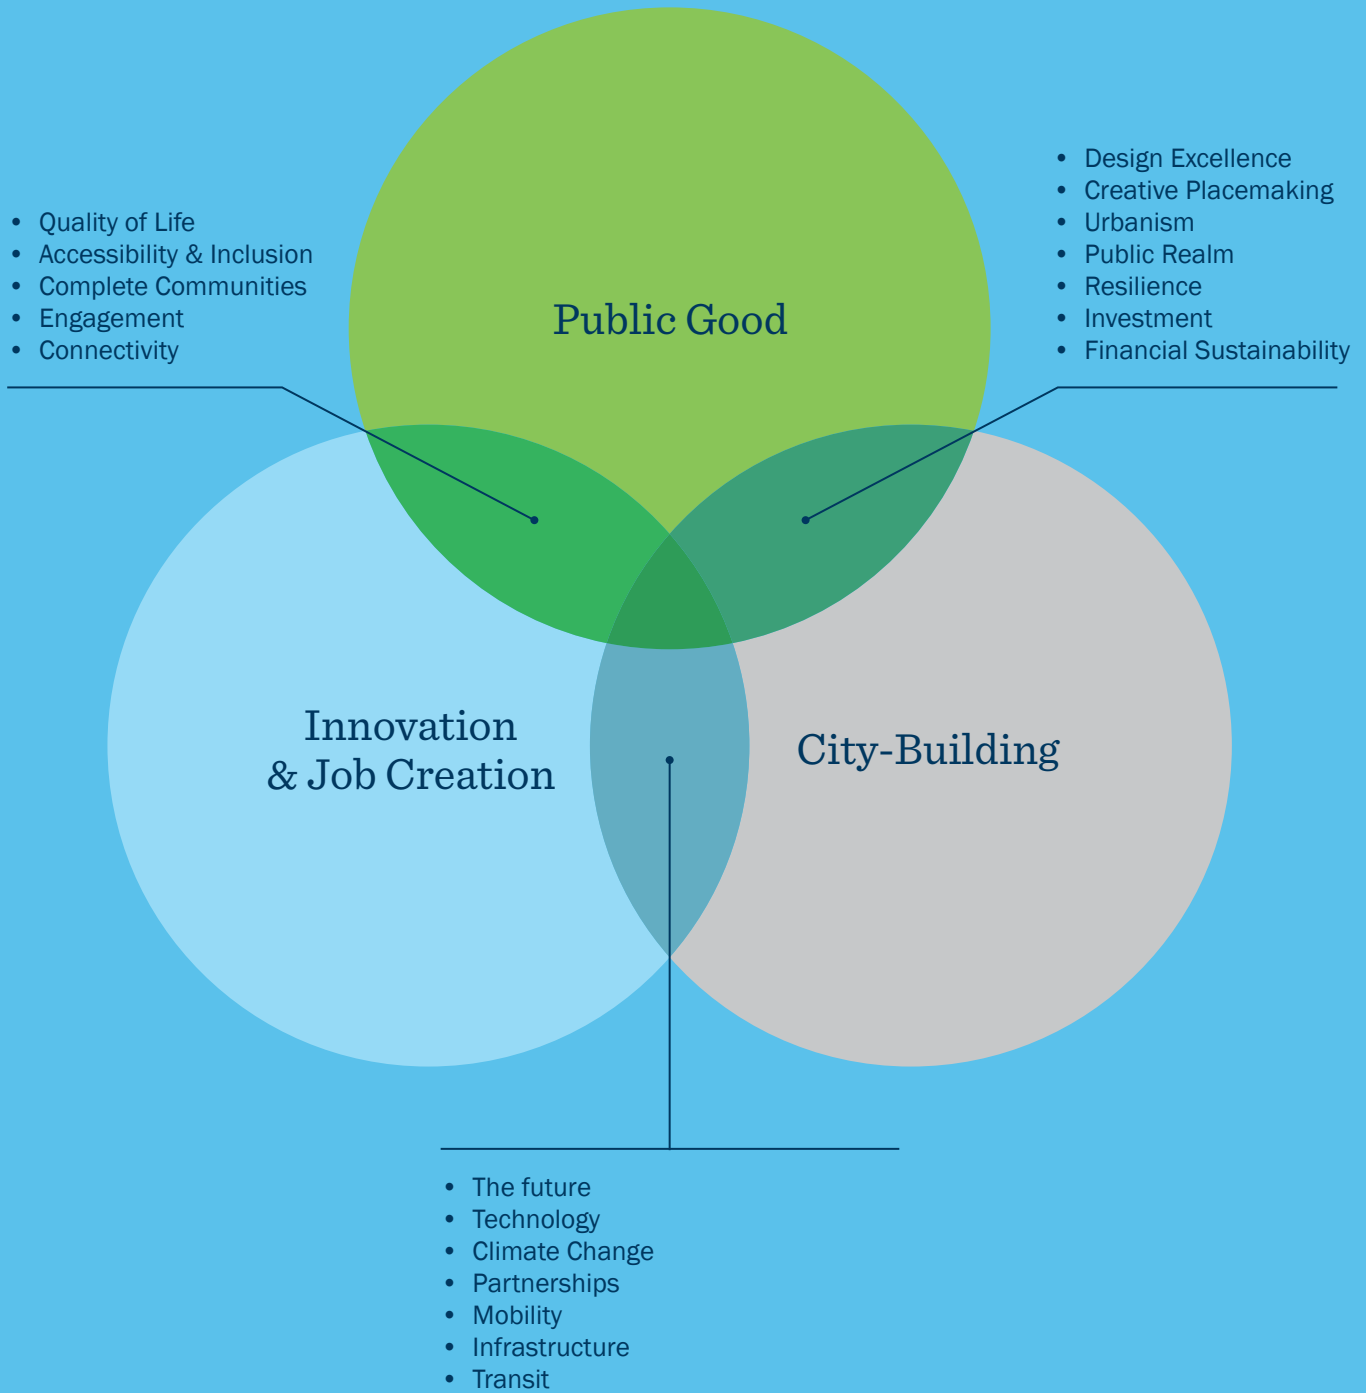 • Quality of Life
• Accessibility & Inclusion
• Complete Communities
• Engagement
• Connectivity
• Design Excellence
• Creative Placemaking
• Urbanism
• Public Realm
• Resilience
• Investment
• Financial Sustainability
Public Good
Innovation
& Job Creation
City-Building
• The future
• Technology
• Climate Change
• Partnerships
• Mobility
• Infrastructure
• Transit